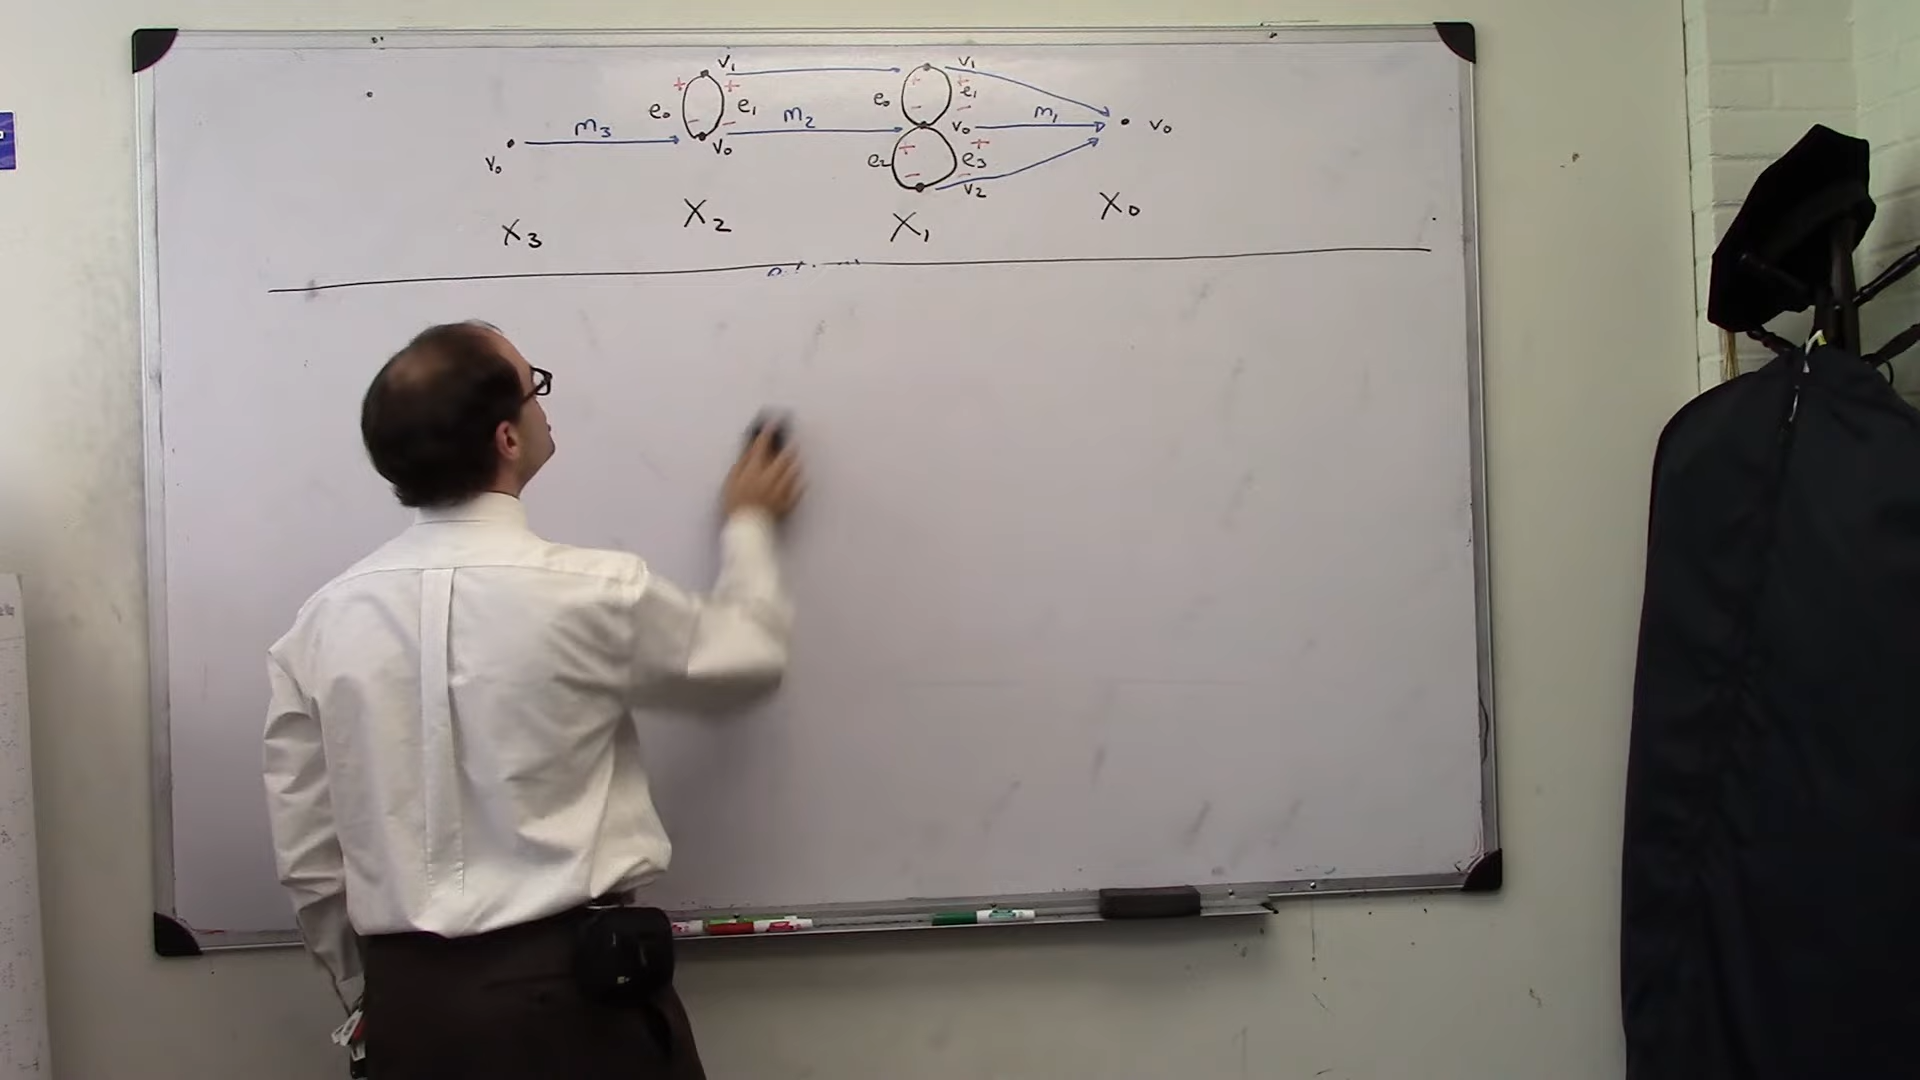 v₁ v₁
+ + + +
e₀ e₁ e₀ e₁
m₃ - - m₂ - - m₁
v₀ v₀ v₀ v₀
+ +
e₂ e₃
- -
v₂
X₃ X₂ X₁ X₀